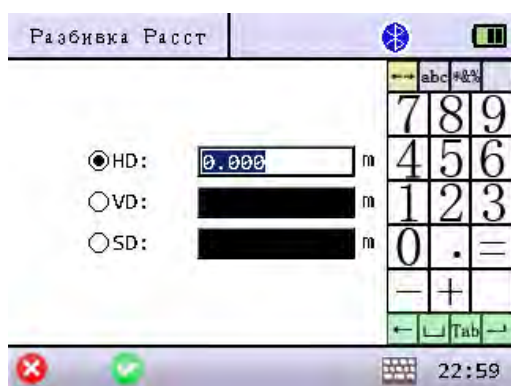 Разбивка Расст
abc *&%
7 8 9
HD: 0.000 m 4 5 6
VD: m 1 2 3
SD: m 0 . =
- +
Tab
22:59